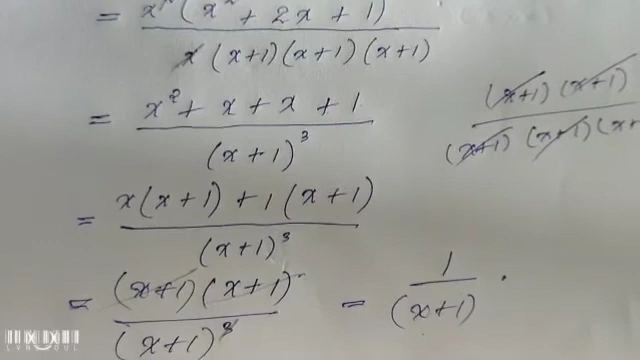 = x (x² + 2x + 1) / x (x+1) (x+1) (x+1)
= x² + x + x + 1 / (x+1)³
(x+1) (x+1) / (x+1) (x+1) (x+
= x(x+1) + 1(x+1) / (x+1)³
= (x+1) (x+1) / (x+1)³ = 1 / (x+1) .